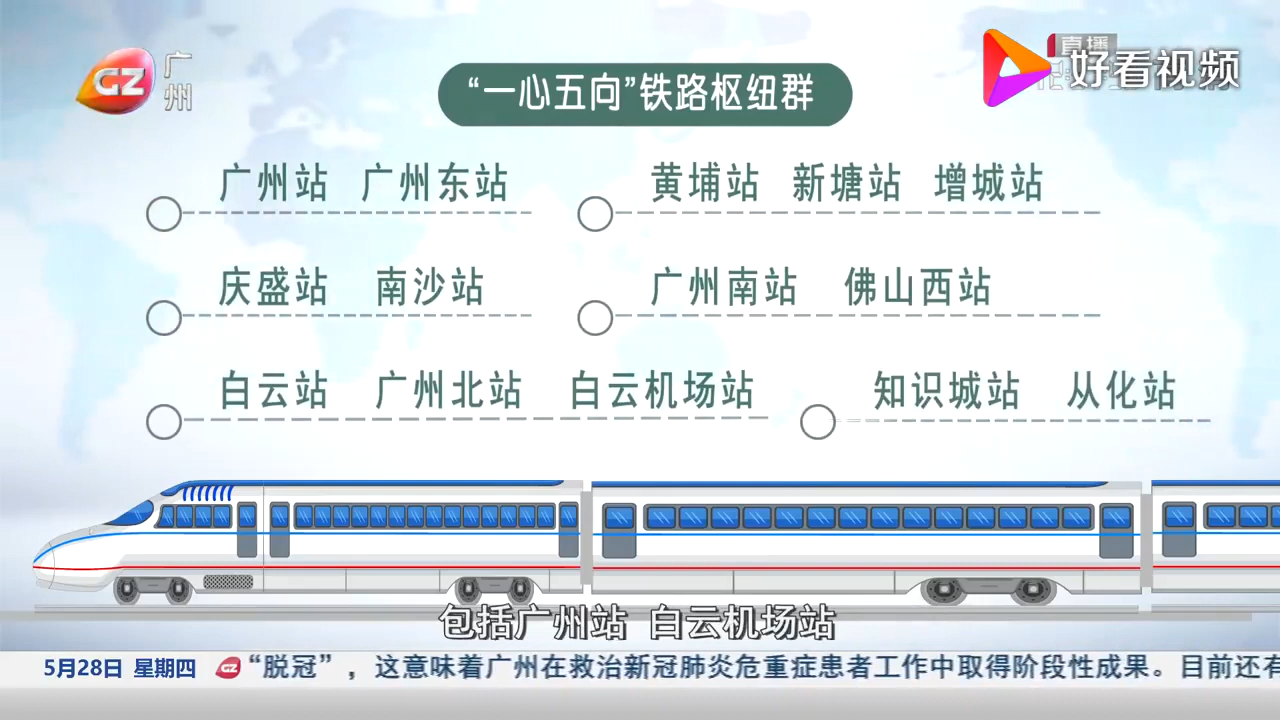 GZ 广州
直播
好看视频
“一心五向”铁路枢纽群
广州站 广州东站
黄埔站 新塘站 增城站
庆盛站 南沙站
广州南站 佛山西站
白云站 广州北站 白云机场站
知识城站 从化站
包括广州站 白云机场站
5月28日 星期四 GZ “脱冠”，这意味着广州在救治新冠肺炎危重症患者工作中取得阶段性成果。目前还有